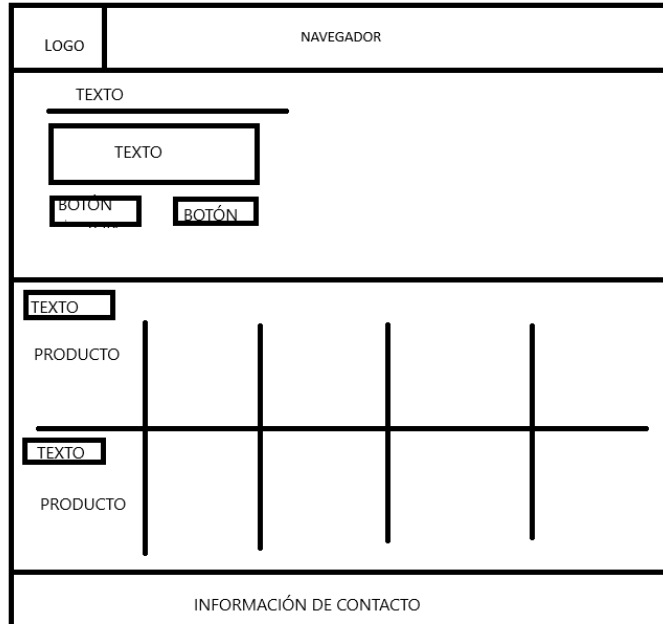 LOGO
NAVEGADOR
TEXTO
TEXTO
BOTÓN
BOTÓN
TEXTO
PRODUCTO
TEXTO
PRODUCTO
INFORMACIÓN DE CONTACTO